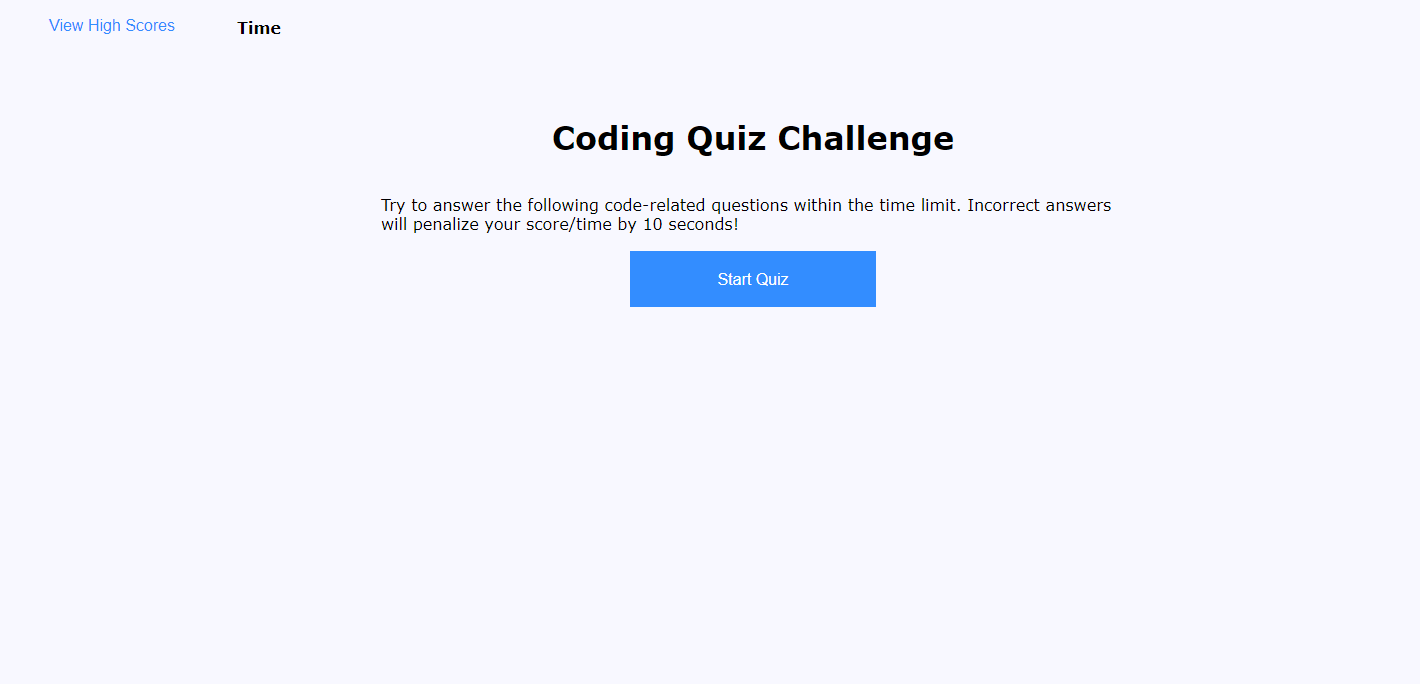 View High Scores
Time
Coding Quiz Challenge
Try to answer the following code-related questions within the time limit. Incorrect answers
will penalize your score/time by 10 seconds!
Start Quiz